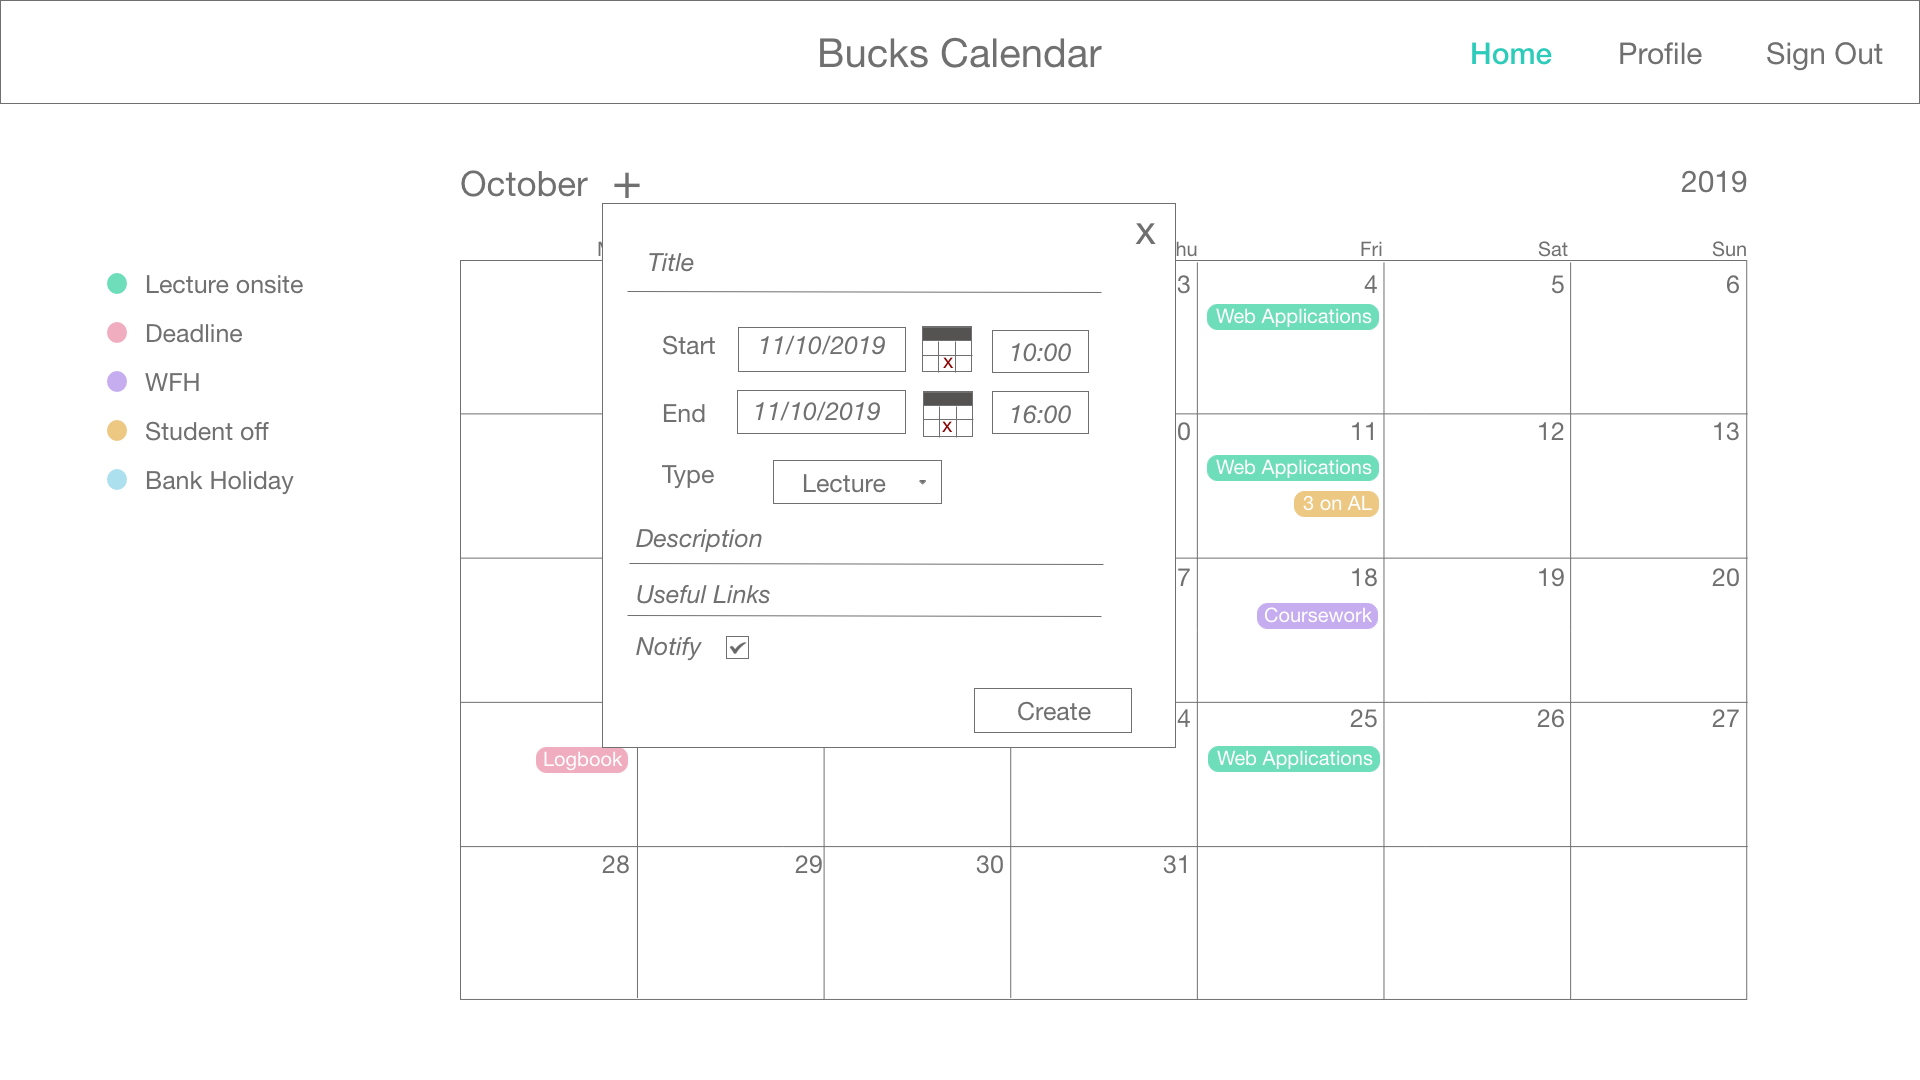 Bucks Calendar
Home Profile Sign Out
October +
2019
hu Fri Sat Sun
Lecture onsite
Deadline
WFH
Student off
Bank Holiday
X
Title
Start 11/10/2019 x 10:00
End 11/10/2019 x 16:00
Type Lecture
Description
Useful Links
Notify
Create
3 4 5 6
Web Applications
0 11 12 13
Web Applications
3 on AL
7 18 19 20
Coursework
4 25 26 27
Logbook Web Applications
28 29 30 31